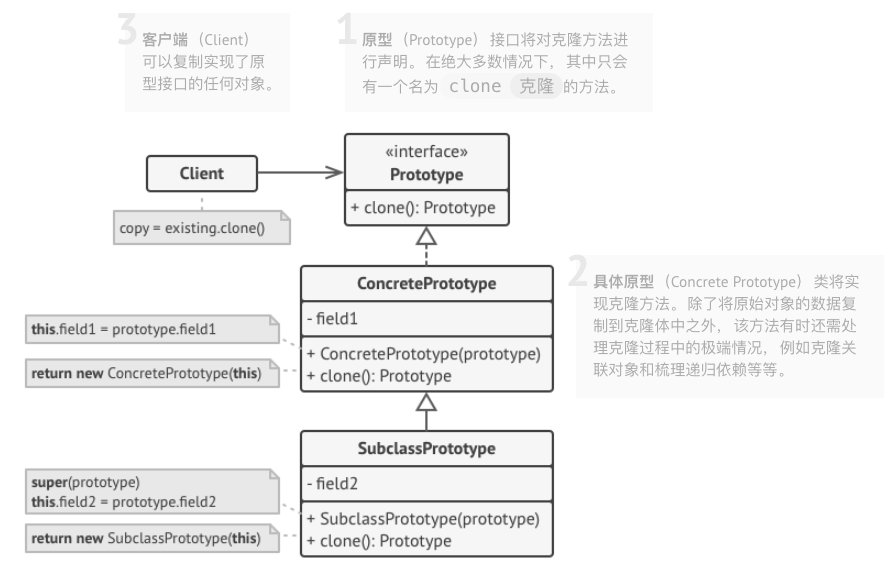 3
客户端（Client）
可以复制实现了原
型接口的任何对象。
1
原型（Prototype）接口将对克隆方法进
行声明。在绝大多数情况下，其中只会
有一个名为 clone 克隆 的方法。
Client
copy = existing.clone()
«interface»
Prototype
+ clone(): Prototype
2
具体原型（Concrete Prototype）类将实
现克隆方法。除了将原始对象的数据复
制到克隆体中之外，该方法有时还需处
理克隆过程中的极端情况，例如克隆关
联对象和梳理递归依赖等等。
ConcretePrototype
- field1
+ ConcretePrototype(prototype)
+ clone(): Prototype
this.field1 = prototype.field1
return new ConcretePrototype(this)
SubclassPrototype
- field2
+ SubclassPrototype(prototype)
+ clone(): Prototype
super(prototype)
this.field2 = prototype.field2
return new SubclassPrototype(this)